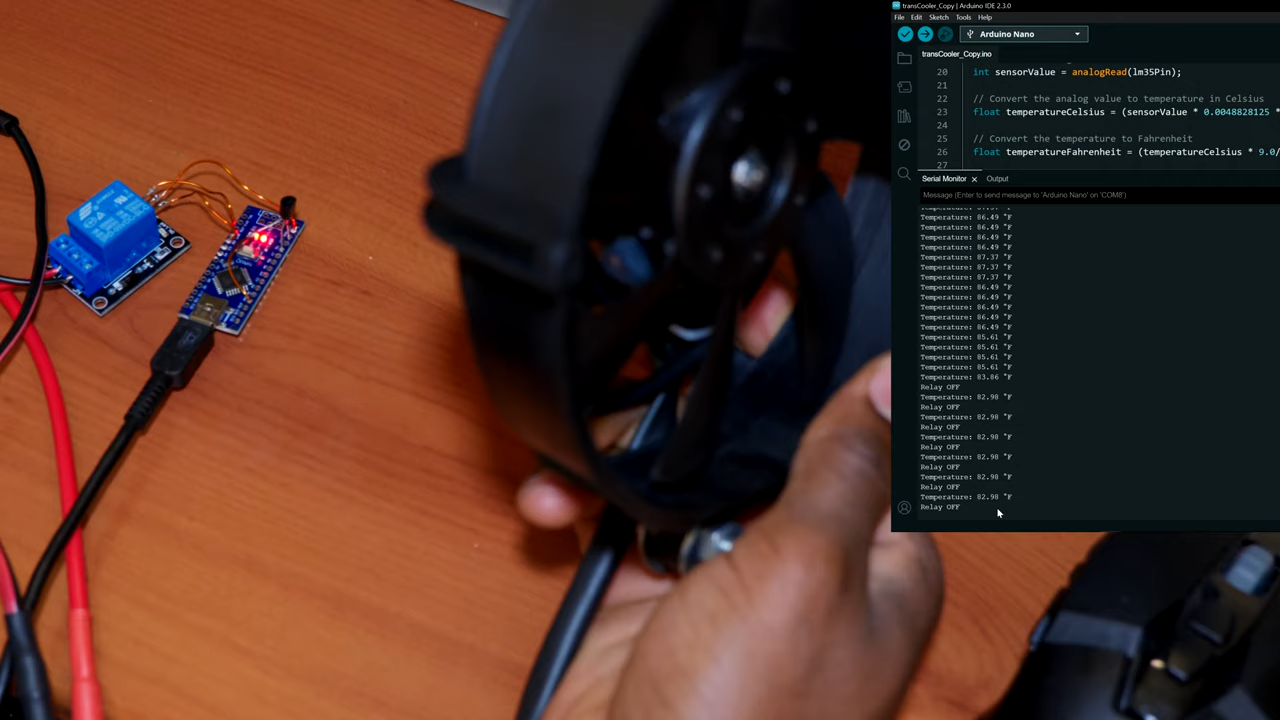 transCooler_Copy | Arduino IDE 2.3.0
File Edit Sketch Tools Help
Arduino Nano
transCooler_Copy.ino
20 int sensorValue = analogRead(lm35Pin);
21
22 // Convert the analog value to temperature in Celsius
23 float temperatureCelsius = (sensorValue * 0.0048828125 *
24
25 // Convert the temperature to Fahrenheit
26 float temperatureFahrenheit = (temperatureCelsius * 9.0/
27
Serial Monitor Output
Message (Enter to send message to 'Arduino Nano' on 'COM8')
Temperature: 86.49 °F
Temperature: 86.49 °F
Temperature: 86.49 °F
Temperature: 86.49 °F
Temperature: 87.37 °F
Temperature: 87.37 °F
Temperature: 87.37 °F
Temperature: 86.49 °F
Temperature: 86.49 °F
Temperature: 86.49 °F
Temperature: 86.49 °F
Temperature: 86.49 °F
Temperature: 85.61 °F
Temperature: 85.61 °F
Temperature: 85.61 °F
Temperature: 85.61 °F
Temperature: 83.86 °F
Relay OFF
Temperature: 82.98 °F
Relay OFF
Temperature: 82.98 °F
Relay OFF
Temperature: 82.98 °F
Relay OFF
Temperature: 82.98 °F
Relay OFF
Temperature: 82.98 °F
Relay OFF
Temperature: 82.98 °F
Relay OFF